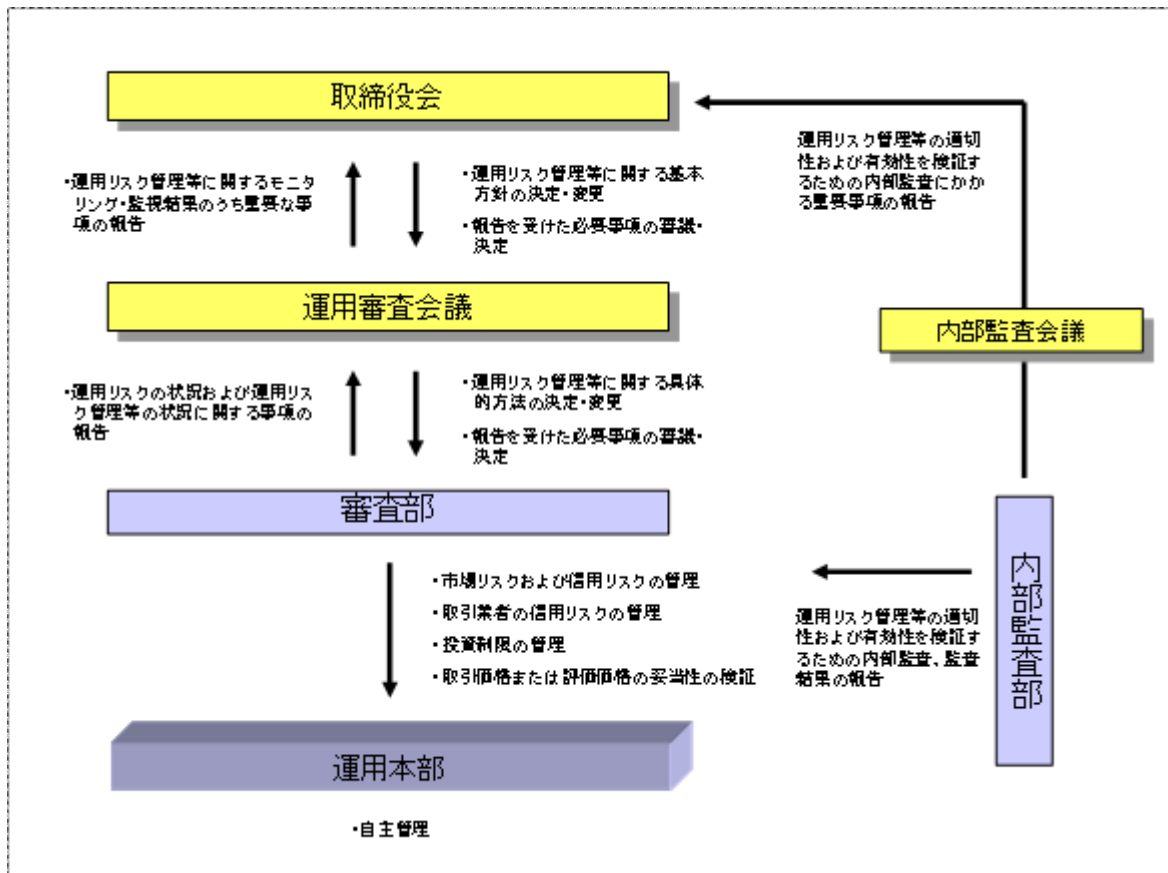 取締役会
・運用リスク管理等に関するモニタ
リング・監視結果のうち重要な事
項の報告
・運用リスク管理等に関する基本
方針の決定・変更
・報告を受けた必要事項の審議・
決定
運用リスク管理等の適切
性および有効性を検証す
るための内部監査にかか
る重要事項の報告
運用審査会議
内部監査会議
・運用リスクの状況および運用リス
ク管理等の状況に関する事項の
報告
・運用リスク管理等に関する具体
的方法の決定・変更
・報告を受けた必要事項の審議・
決定
審査部
内部監査部
・市場リスクおよび信用リスクの管理
・取引業者の信用リスクの管理
・投資制限の管理
・取引価格または評価価格の妥当性の検証
運用リスク管理等の適切
性および有効性を検証す
るための内部監査、監査
結果の報告
運用本部
・自主管理